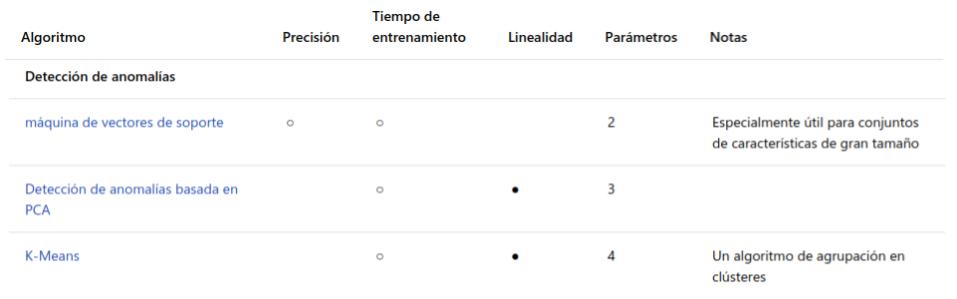 Algoritmo Precisión Tiempo de entrenamiento Linealidad Parámetros Notas
Detección de anomalías
máquina de vectores de soporte ○ ○ 2 Especialmente útil para conjuntos
de características de gran tamaño
Detección de anomalías basada en ○ ● 3
PCA
K-Means ○ ● 4 Un algoritmo de agrupación en
clústeres